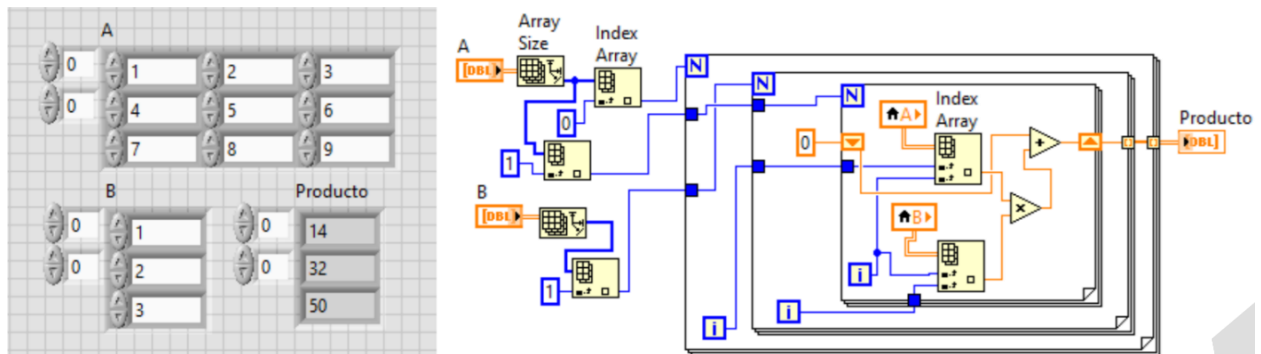 A
0 1 2 3
0 4 5 6
7 8 9
B Producto
0 1 0 14
0 2 0 32
3 50
A
Array
Size
Index
Array
[DBL]
0
1
B
[DBL]
1
N
N
N
0
A
Index
Array
B
+
x
i
i
i
Producto
DBL]